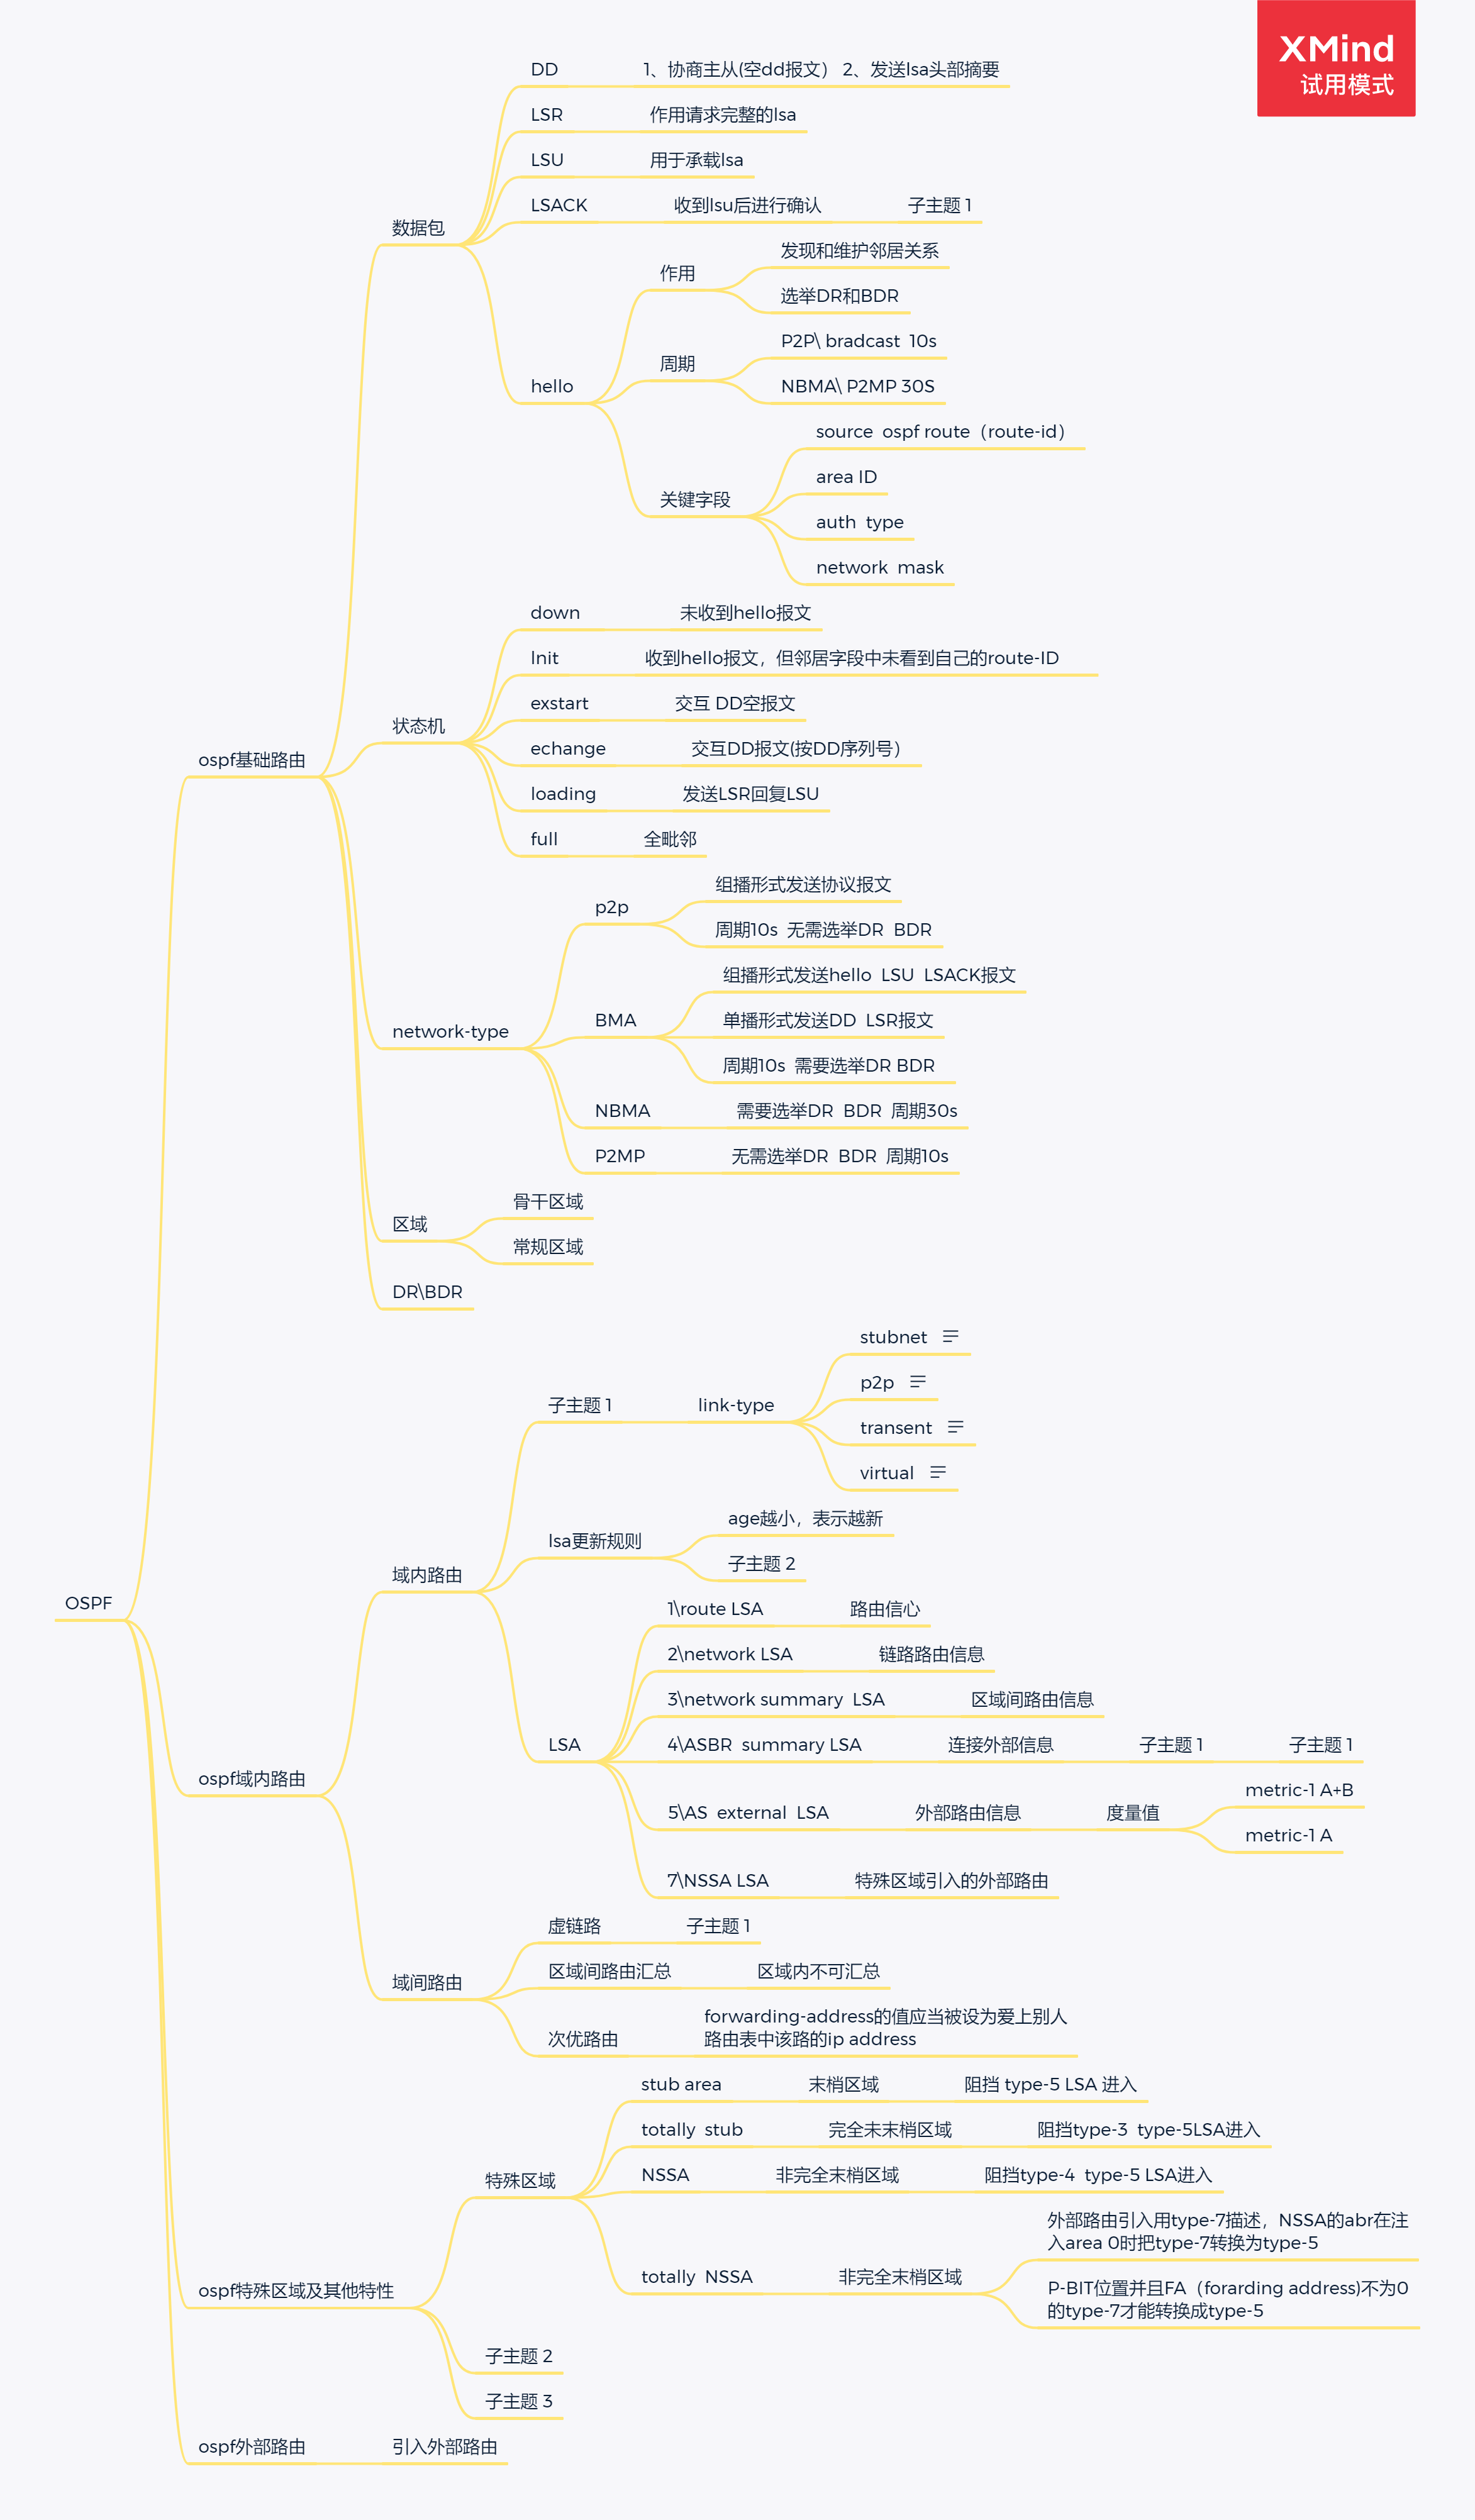 XMind
试用模式
DD
1、协商主从(空dd报文） 2、发送lsa头部摘要
LSR
作用请求完整的lsa
LSU
用于承载lsa
LSACK
收到lsu后进行确认
子主题 1
数据包
发现和维护邻居关系
作用
选举DR和BDR
P2P\ bradcast  10s
周期
hello
NBMA\ P2MP 30S
source  ospf route（route-id）
area ID
关键字段
auth  type
network  mask
down
未收到hello报文
Init
收到hello报文，但邻居字段中未看到自己的route-ID
exstart
交互 DD空报文
状态机
echange
交互DD报文(按DD序列号）
ospf基础路由
loading
发送LSR回复LSU
full
全毗邻
组播形式发送协议报文
p2p
周期10s  无需选举DR  BDR
组播形式发送hello  LSU  LSACK报文
network-type
BMA
单播形式发送DD  LSR报文
周期10s  需要选举DR BDR
NBMA
需要选举DR  BDR  周期30s
P2MP
无需选举DR  BDR  周期10s
骨干区域
区域
常规区域
DR\BDR
stubnet
p2p
子主题 1
link-type
transent
virtual
age越小，表示越新
lsa更新规则
子主题 2
域内路由
OSPF
1\route LSA
路由信心
2\network LSA
链路路由信息
3\network summary  LSA
区域间路由信息
LSA
4\ASBR  summary LSA
连接外部信息
子主题 1
子主题 1
ospf域内路由
metric-1 A+B
5\AS  external  LSA
外部路由信息
度量值
metric-1 A
7\NSSA LSA
特殊区域引入的外部路由
虚链路
子主题 1
域间路由
区域间路由汇总
区域内不可汇总
次优路由
forwarding-address的值应当被设为爱上别人
路由表中该路的ip address
stub area
末梢区域
阻挡 type-5 LSA 进入
totally  stub
完全未末梢区域
阻挡type-3  type-5LSA进入
特殊区域
NSSA
非完全末梢区域
阻挡type-4  type-5 LSA进入
外部路由引入用type-7描述，NSSA的abr在注
入area 0时把type-7转换为type-5
totally  NSSA
非完全末梢区域
P-BIT位置并且FA（forarding address)不为0
的type-7才能转换成type-5
ospf特殊区域及其他特性
子主题 2
子主题 3
ospf外部路由
引入外部路由